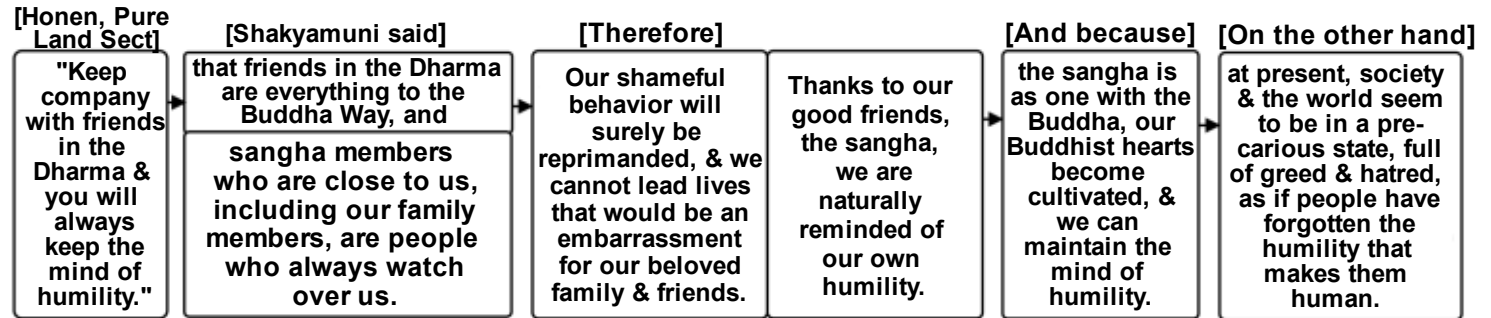 [Honen, Pure
Land Sect]
"Keep
company
with friends
in the
Dharma &
you will
always
keep the
mind of
humility."
[Shakyamuni said]
that friends in the Dharma
are everything to the
Buddha Way, and
sangha members
who are close to us,
including our family
members, are people
who always watch
over us.
[Therefore]
Our shameful
behavior will
surely be
reprimanded, & we
cannot lead lives
that would be an
embarrassment
for our beloved
family & friends.
Thanks to our
good friends,
the sangha,
we are
naturally
reminded of
our own
humility.
[And because]
the sangha is
as one with the
Buddha, our
Buddhist hearts
become
cultivated, &
we can
maintain the
mind of
humility.
[On the other hand]
at present, society
& the world seem
to be in a pre-
carious state, full
of greed & hatred,
as if people have
forgotten the
humility that
makes them
human.